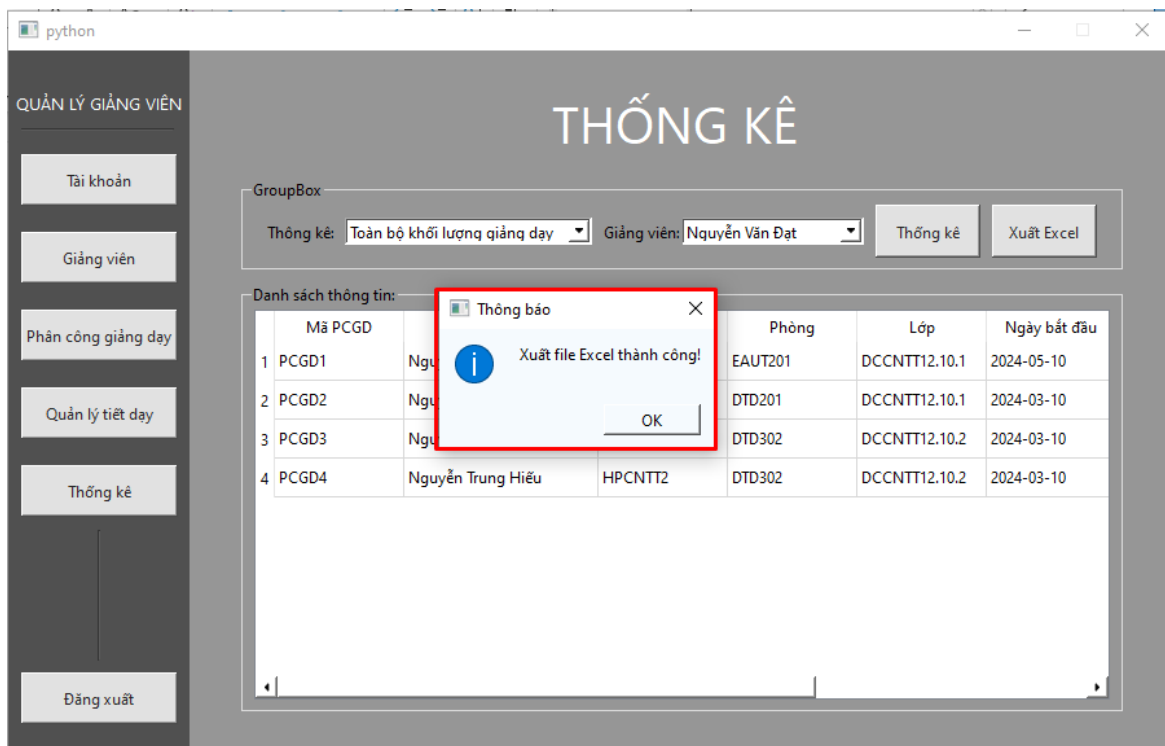 python
QUẢN LÝ GIẢNG VIÊN
Tài khoản
Giảng viên
Phân công giảng dạy
Quản lý tiết dạy
Thống kê
Đăng xuất
THỐNG KÊ
GroupBox
Thông kê: Toàn bộ khối lượng giảng dạy Giảng viên: Nguyễn Văn Đạt Thống kê Xuất Excel
Danh sách thông tin:
Thông báo
Xuất file Excel thành công!
OK
Mã PCGD Phòng Lớp Ngày bắt đầu
1 PCGD1 EAUT201 DCCNTT12.10.1 2024-05-10
2 PCGD2 DTD201 DCCNTT12.10.1 2024-03-10
3 PCGD3 DTD302 DCCNTT12.10.2 2024-03-10
4 PCGD4 Nguyễn Trung Hiếu HPCNTT2 DTD302 DCCNTT12.10.2 2024-03-10